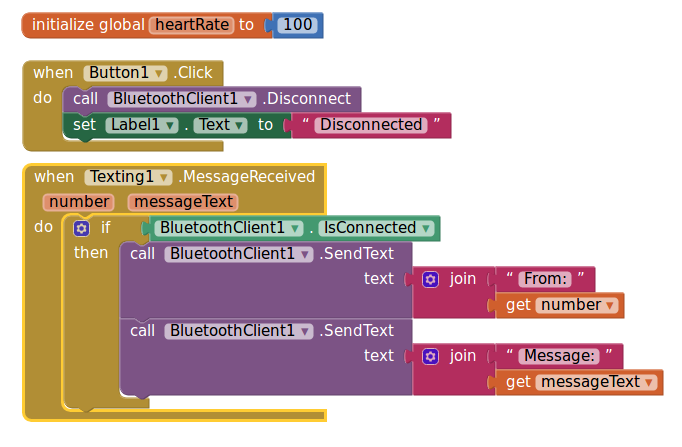 initialize global heartRate to 100
when Button1 .Click
do call BluetoothClient1 .Disconnect
set Label1 . Text to “ Disconnected ”
when Texting1 .MessageReceived
number messageText
do if BluetoothClient1 . IsConnected
then call BluetoothClient1 .SendText
text join “ From: ”
get number
call BluetoothClient1 .SendText
text join “ Message: ”
get messageText